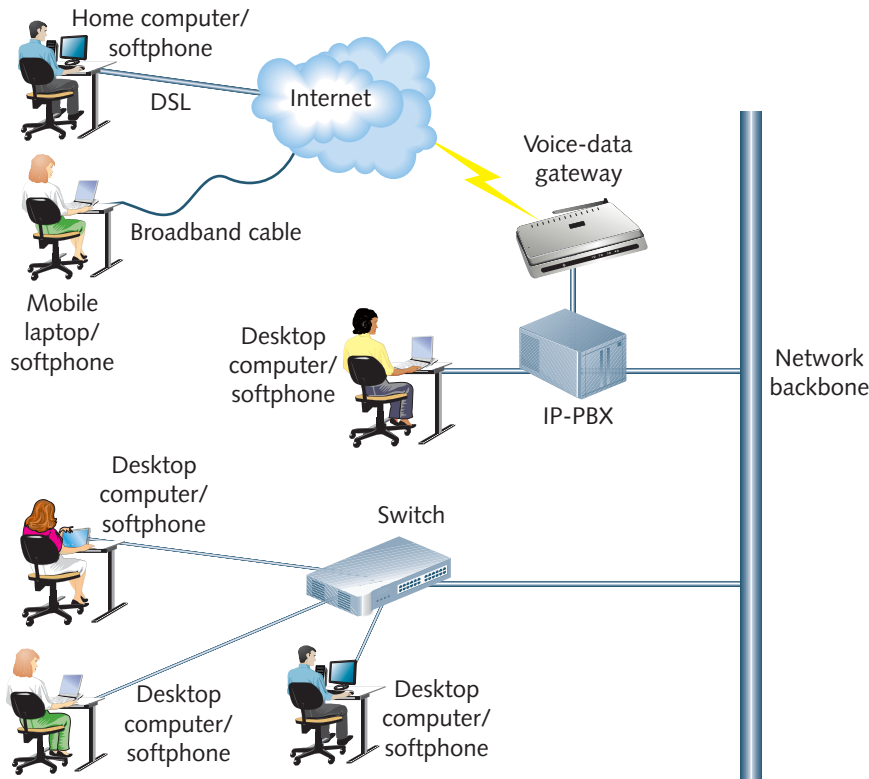 Home computer/
softphone
DSL
Internet
Broadband cable
Mobile
laptop/
softphone
Voice-data
gateway
Desktop
computer/
softphone
IP-PBX
Network
backbone
Desktop
computer/
softphone
Switch
Desktop
computer/
softphone
Desktop
computer/
softphone